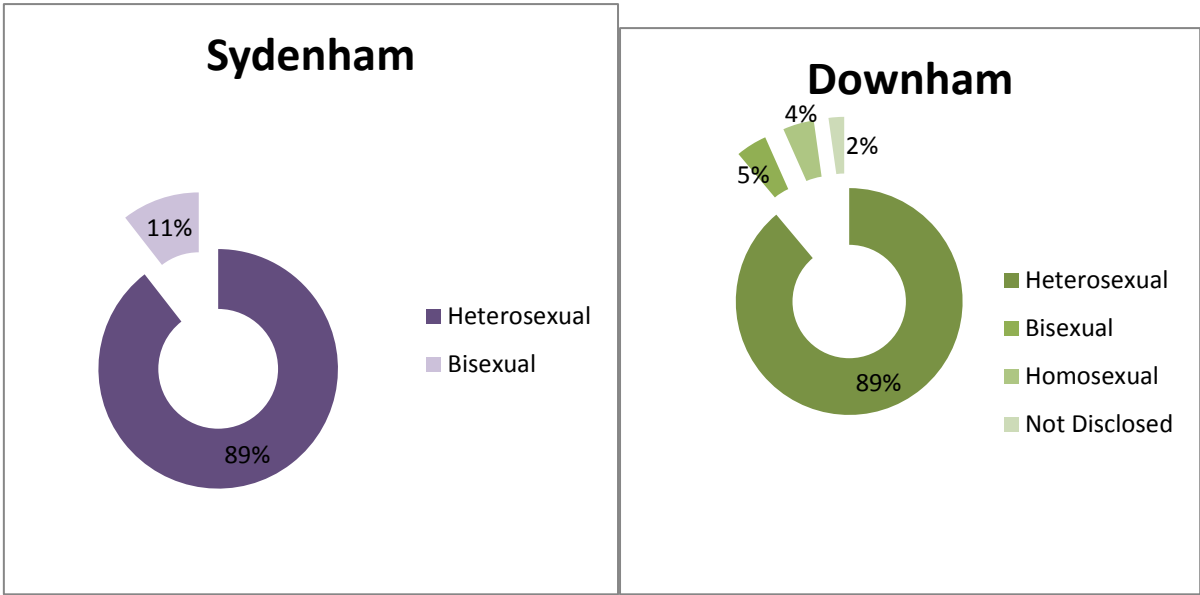 Sydenham
11%
89%
Heterosexual
Bisexual
Downham
4%
2%
5%
89%
Heterosexual
Bisexual
Homosexual
Not Disclosed